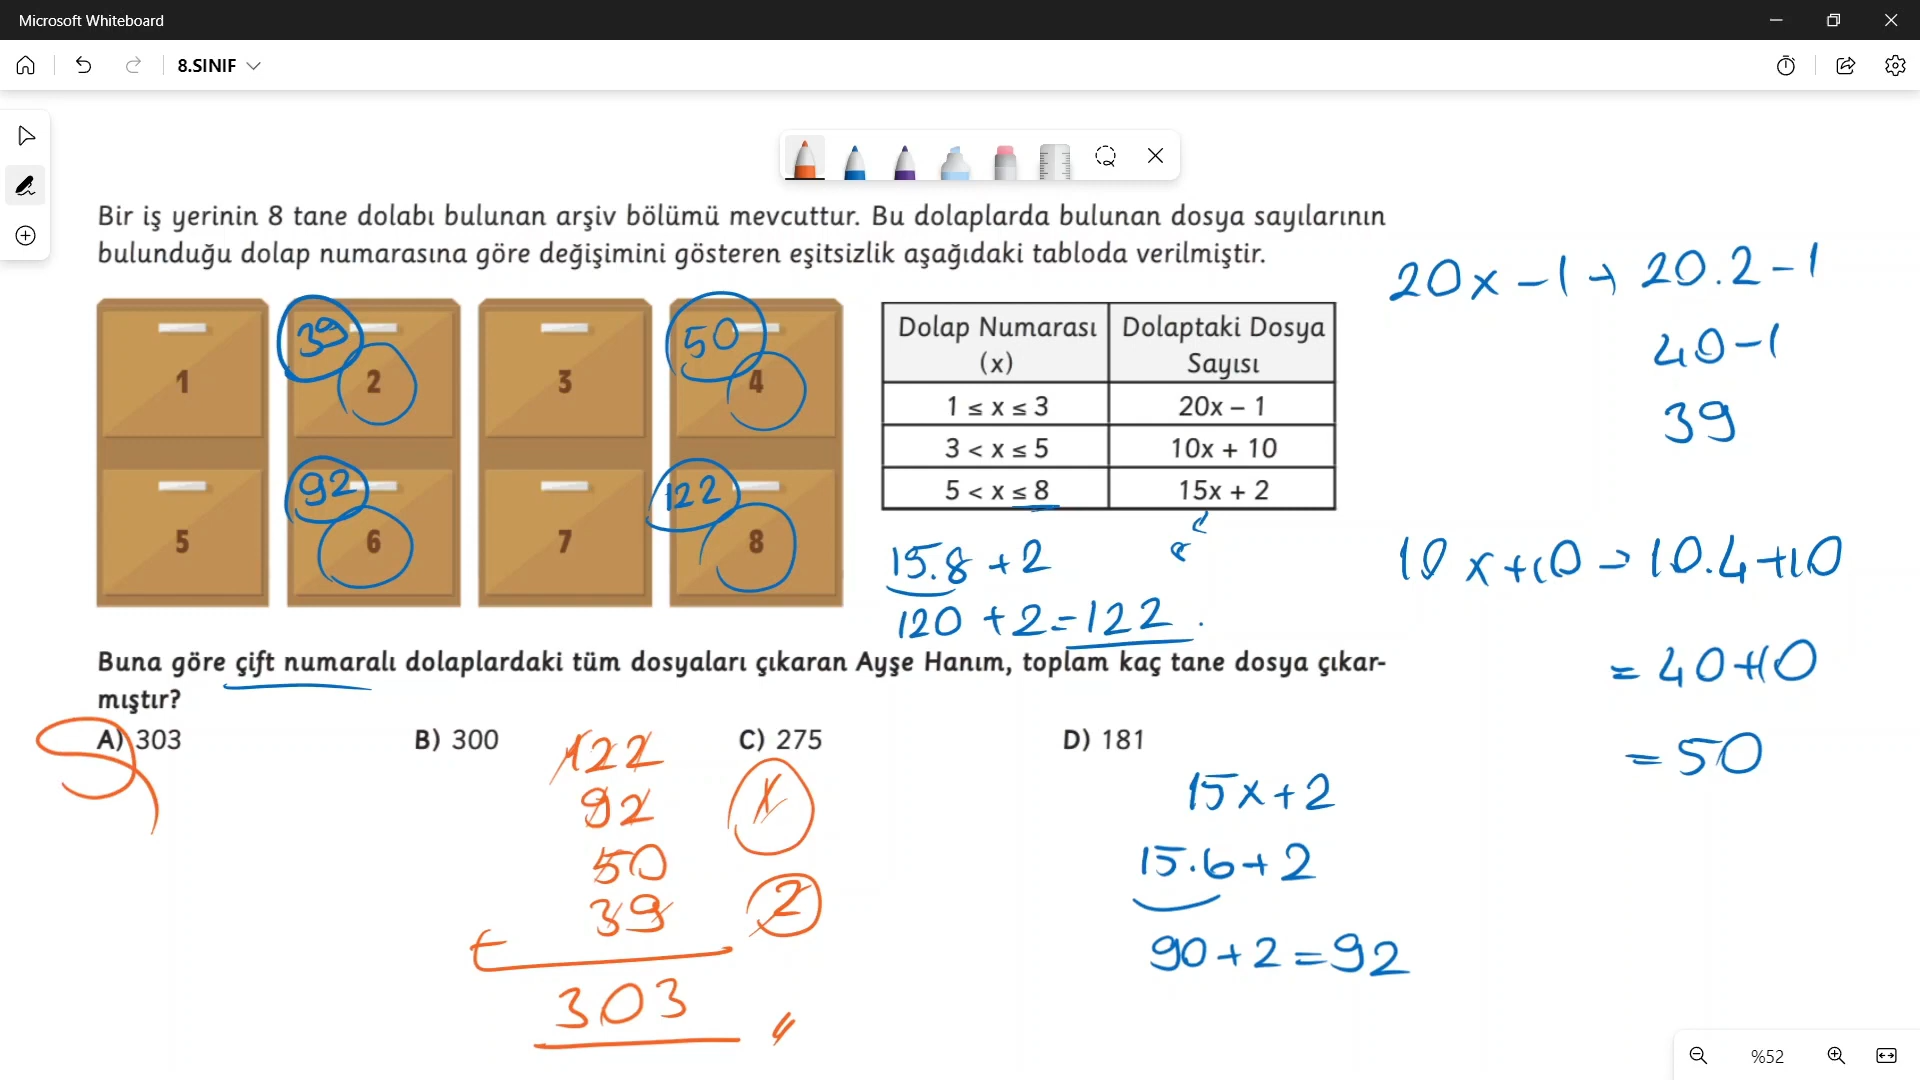 Microsoft Whiteboard
8.SINIF
Bir iş yerinin 8 tane dolabı bulunan arşiv bölümü mevcuttur. Bu dolaplarda bulunan dosya sayılarının
bulunduğu dolap numarasına göre değişimini gösteren eşitsizlik aşağıdaki tabloda verilmiştir.
1
39
2
3
50
4
5
92
6
7
122
8
Dolap Numarası (x)
Dolaptaki Dosya Sayısı
1 ≤ x ≤ 3
20x – 1
3 < x ≤ 5
10x + 10
5 < x ≤ 8
15x + 2
8
15.8 + 2
120 + 2 = 122
20x – 1 → 20.2 – 1
40 – 1
39
10x + 10 → 10.4 + 10
= 40 + 10
= 50
Buna göre çift numaralı dolaplardaki tüm dosyaları çıkaran Ayşe Hanım, toplam kaç tane dosya çıkar-
mıştır?
A) 303
B) 300
C) 275
D) 181
122
92
50
39
+
303
1
2
15x + 2
15.6 + 2
90 + 2 = 92
%52